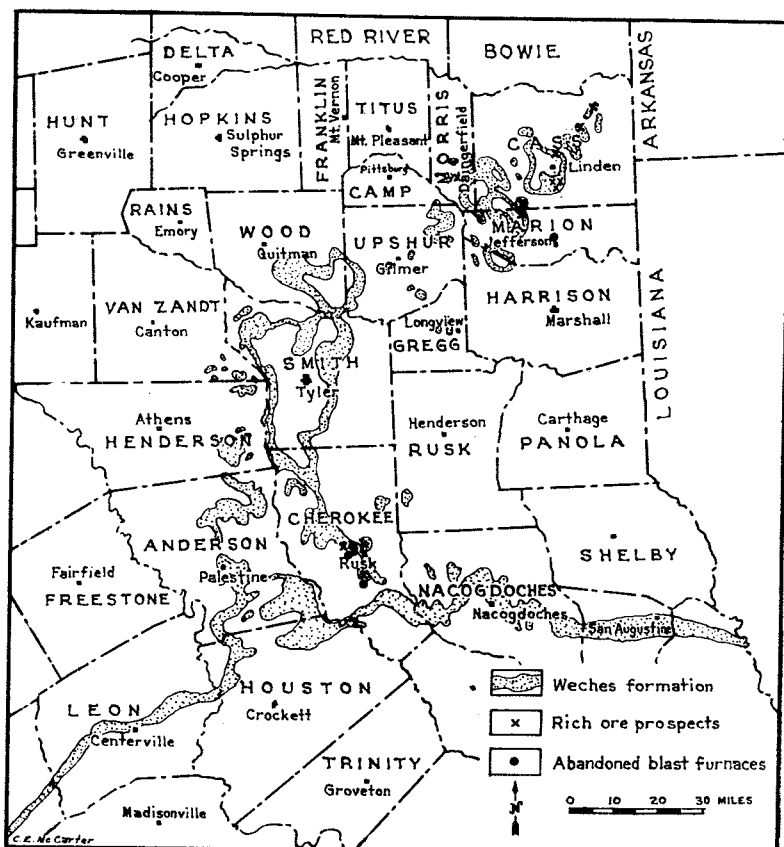 RED RIVER
BOWIE
ARKANSAS
DELTA
Cooper
HUNT
Greenville
HOPKINS
Sulphur
Springs
FRANKLIN
Mt. Vernon
TITUS
Mt. Pleasant
MORRIS
Daingerfield
CASS
Linden
Pittsburg
CAMP
RAINS
Emory
WOOD
Quitman
UPSHUR
Gilmer
MARION
Jefferson
HARRISON
Marshall
LOUISIANA
Kaufman
VAN ZANDT
Canton
Longview
GREGG
SMITH
Tyler
Athens
HENDERSON
Henderson
RUSK
Carthage
PANOLA
CHEROKEE
Rusk
ANDERSON
Palestine
SHELBY
Fairfield
FREESTONE
NACOGDOCHES
Nacogdoches
San Augustine
LEON
Centerville
HOUSTON
Crockett
TRINITY
Groveton
Madisonville
Weches formation
x Rich ore prospects
Abandoned blast furnaces
N
0 10 20 30 MILES
C.E. McCarter